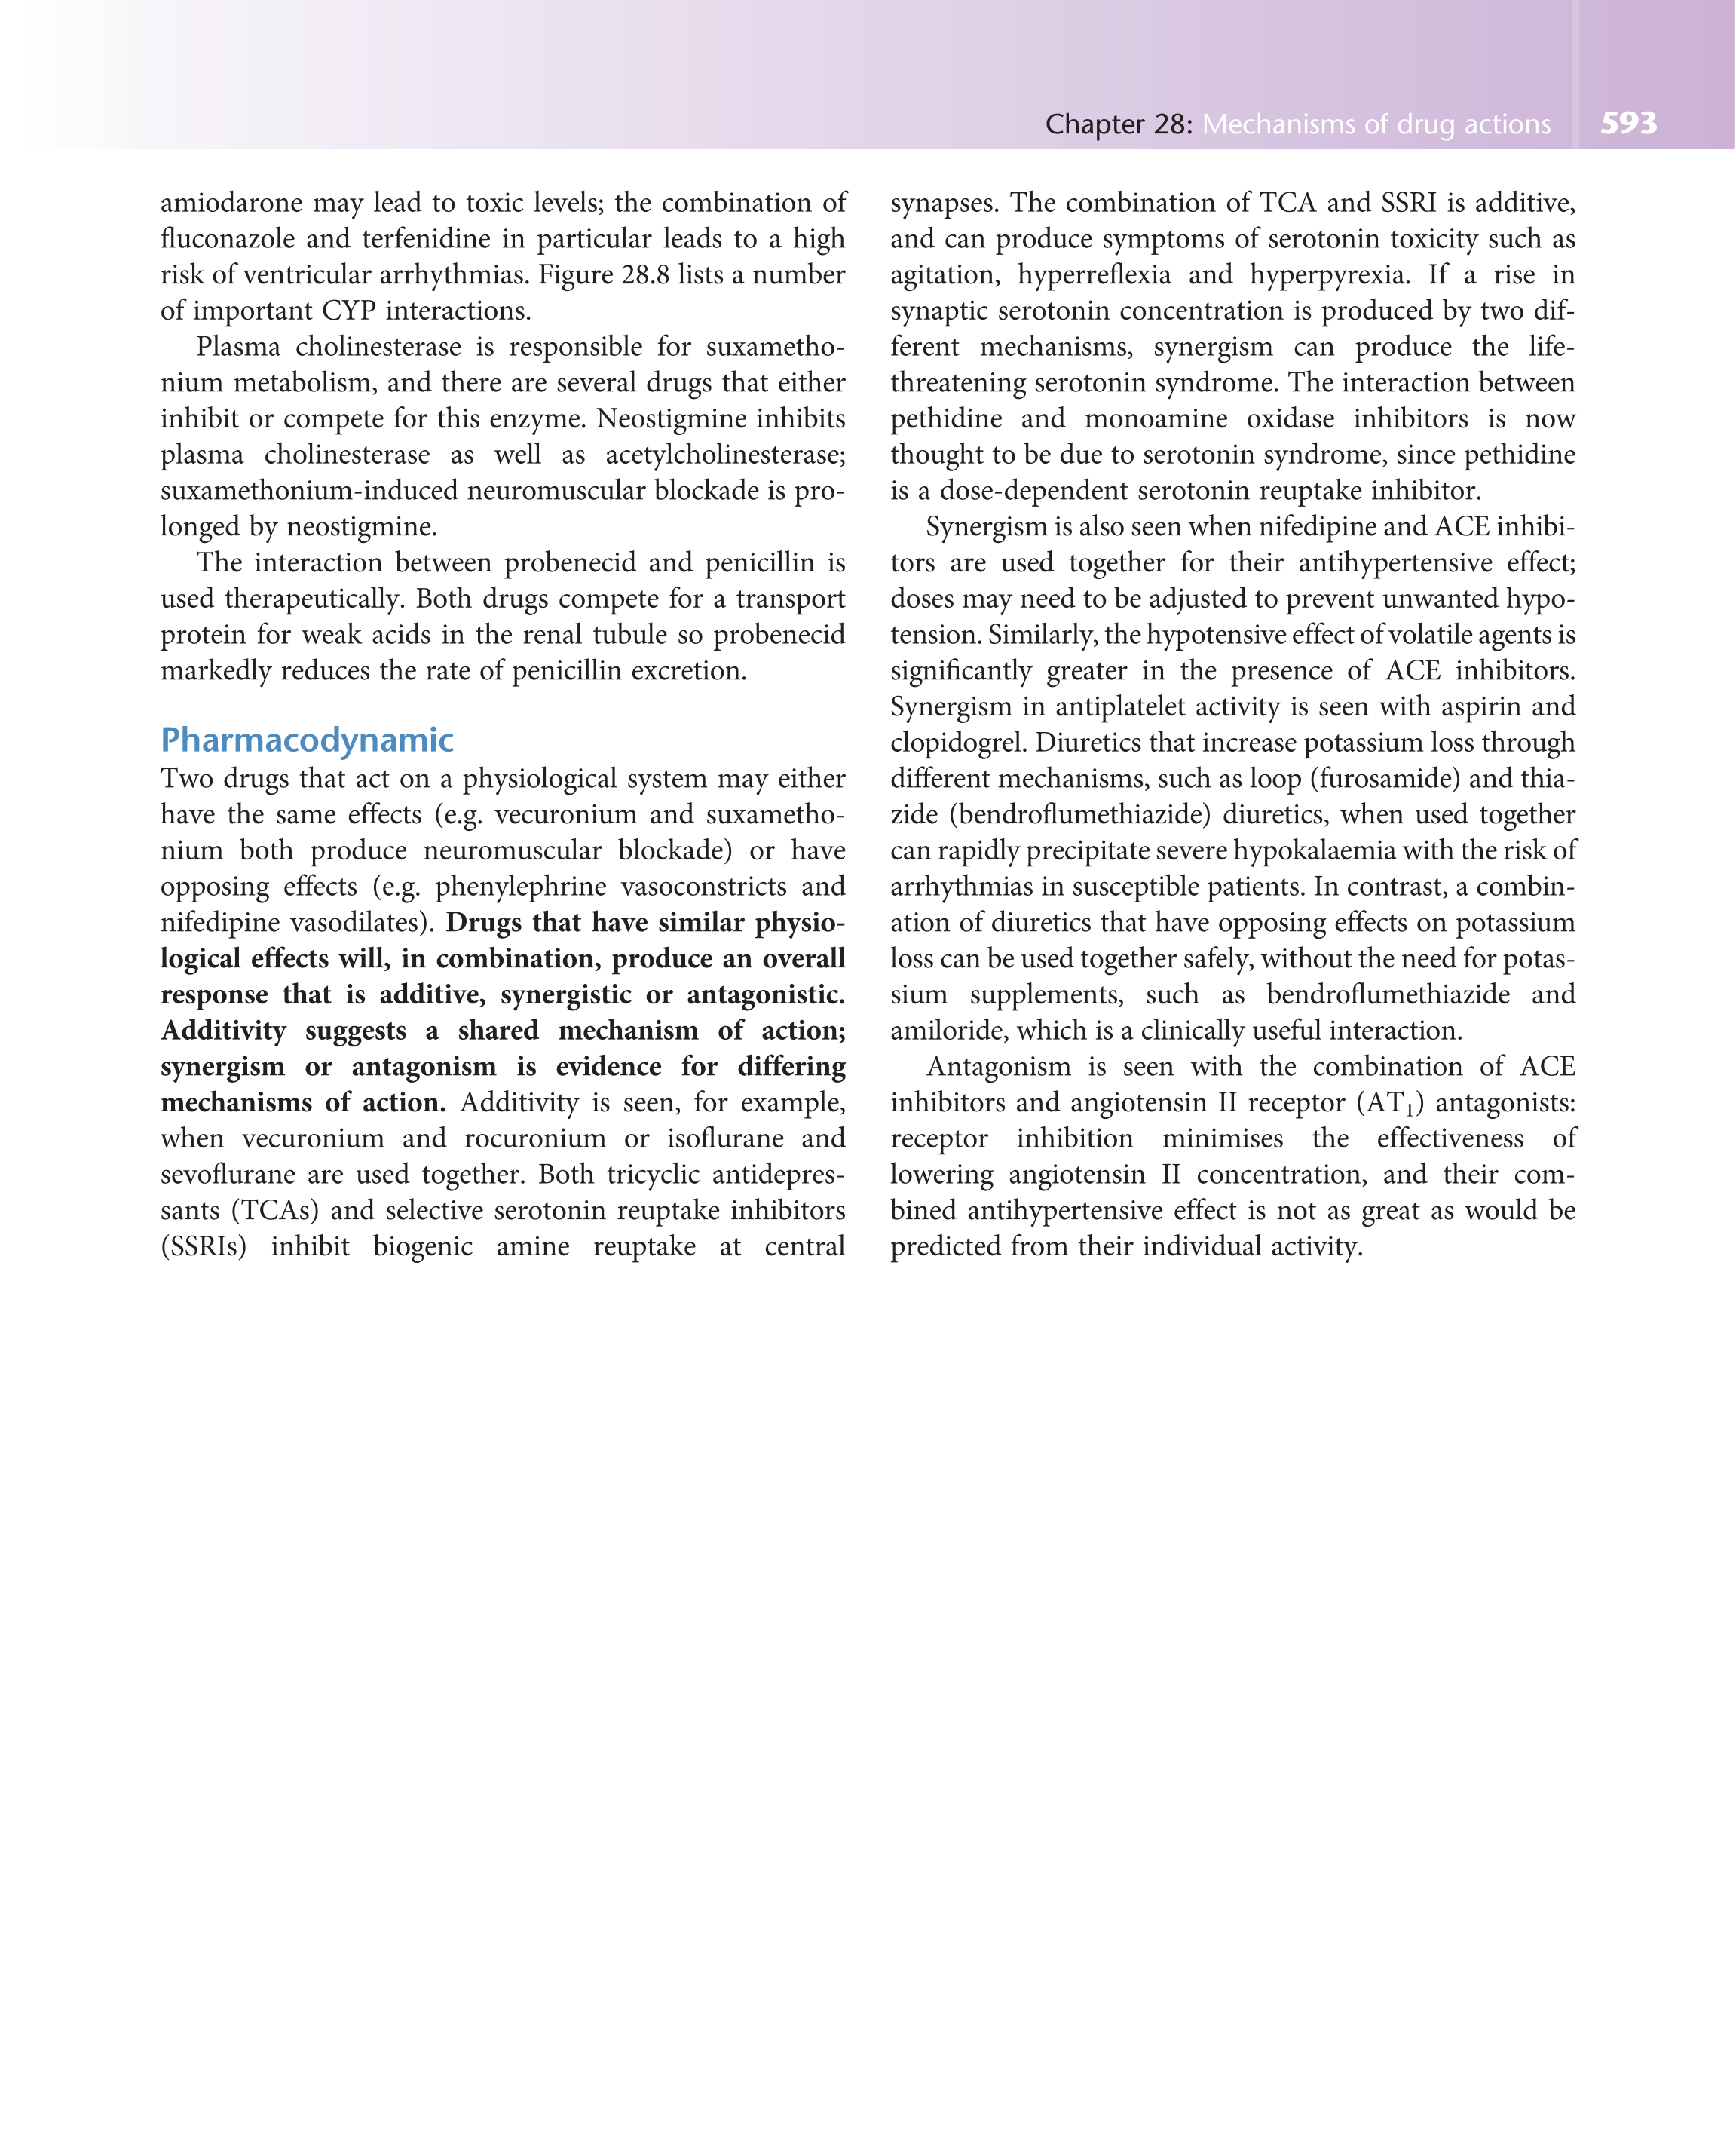 Chapter 28: Mechanisms of drug actions 593
amiodarone may lead to toxic levels; the combination of
fluconazole and terfenidine in particular leads to a high
risk of ventricular arrhythmias. Figure 28.8 lists a number
of important CYP interactions.
Plasma cholinesterase is responsible for suxametho-
nium metabolism, and there are several drugs that either
inhibit or compete for this enzyme. Neostigmine inhibits
plasma cholinesterase as well as acetylcholinesterase;
suxamethonium-induced neuromuscular blockade is pro-
longed by neostigmine.
The interaction between probenecid and penicillin is
used therapeutically. Both drugs compete for a transport
protein for weak acids in the renal tubule so probenecid
markedly reduces the rate of penicillin excretion.
Pharmacodynamic
Two drugs that act on a physiological system may either
have the same effects (e.g. vecuronium and suxametho-
nium both produce neuromuscular blockade) or have
opposing effects (e.g. phenylephrine vasoconstricts and
nifedipine vasodilates). Drugs that have similar physio-
logical effects will, in combination, produce an overall
response that is additive, synergistic or antagonistic.
Additivity suggests a shared mechanism of action;
synergism or antagonism is evidence for differing
mechanisms of action. Additivity is seen, for example,
when vecuronium and rocuronium or isoflurane and
sevoflurane are used together. Both tricyclic antidepres-
sants (TCAs) and selective serotonin reuptake inhibitors
(SSRIs) inhibit biogenic amine reuptake at central
synapses. The combination of TCA and SSRI is additive,
and can produce symptoms of serotonin toxicity such as
agitation, hyperreflexia and hyperpyrexia. If a rise in
synaptic serotonin concentration is produced by two dif-
ferent mechanisms, synergism can produce the life-
threatening serotonin syndrome. The interaction between
pethidine and monoamine oxidase inhibitors is now
thought to be due to serotonin syndrome, since pethidine
is a dose-dependent serotonin reuptake inhibitor.
Synergism is also seen when nifedipine and ACE inhibi-
tors are used together for their antihypertensive effect;
doses may need to be adjusted to prevent unwanted hypo-
tension. Similarly, the hypotensive effect of volatile agents is
significantly greater in the presence of ACE inhibitors.
Synergism in antiplatelet activity is seen with aspirin and
clopidogrel. Diuretics that increase potassium loss through
different mechanisms, such as loop (furosamide) and thia-
zide (bendroflumethiazide) diuretics, when used together
can rapidly precipitate severe hypokalaemia with the risk of
arrhythmias in susceptible patients. In contrast, a combin-
ation of diuretics that have opposing effects on potassium
loss can be used together safely, without the need for potas-
sium supplements, such as bendroflumethiazide and
amiloride, which is a clinically useful interaction.
Antagonism is seen with the combination of ACE
inhibitors and angiotensin II receptor (AT₁) antagonists:
receptor inhibition minimises the effectiveness of
lowering angiotensin II concentration, and their com-
bined antihypertensive effect is not as great as would be
predicted from their individual activity.